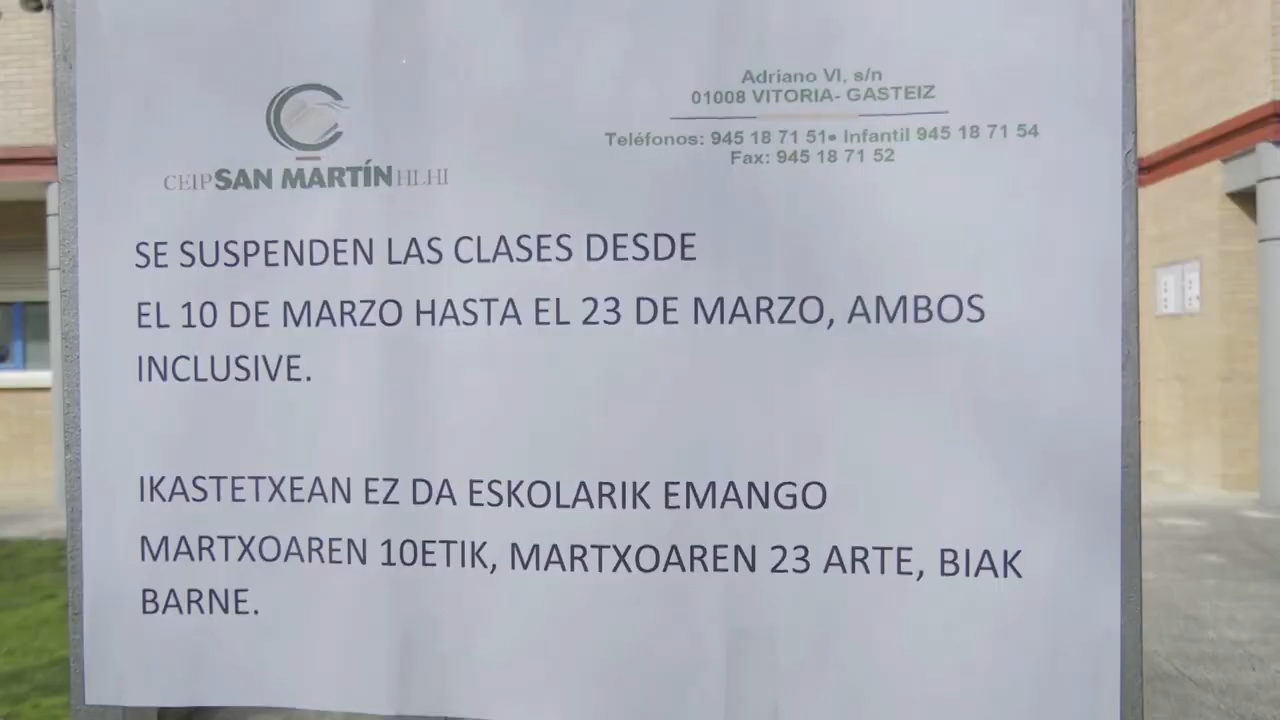 Adriano VI, s/n
01008 VITORIA- GASTEIZ
Teléfonos: 945 18 71 51• Infantil 945 18 71 54
Fax: 945 18 71 52
CEIP SAN MARTÍN HLHI
SE SUSPENDEN LAS CLASES DESDE
EL 10 DE MARZO HASTA EL 23 DE MARZO, AMBOS
INCLUSIVE.
IKASTETXEAN EZ DA ESKOLARIK EMANGO
MARTXOAREN 10ETIK, MARTXOAREN 23 ARTE, BIAK
BARNE.